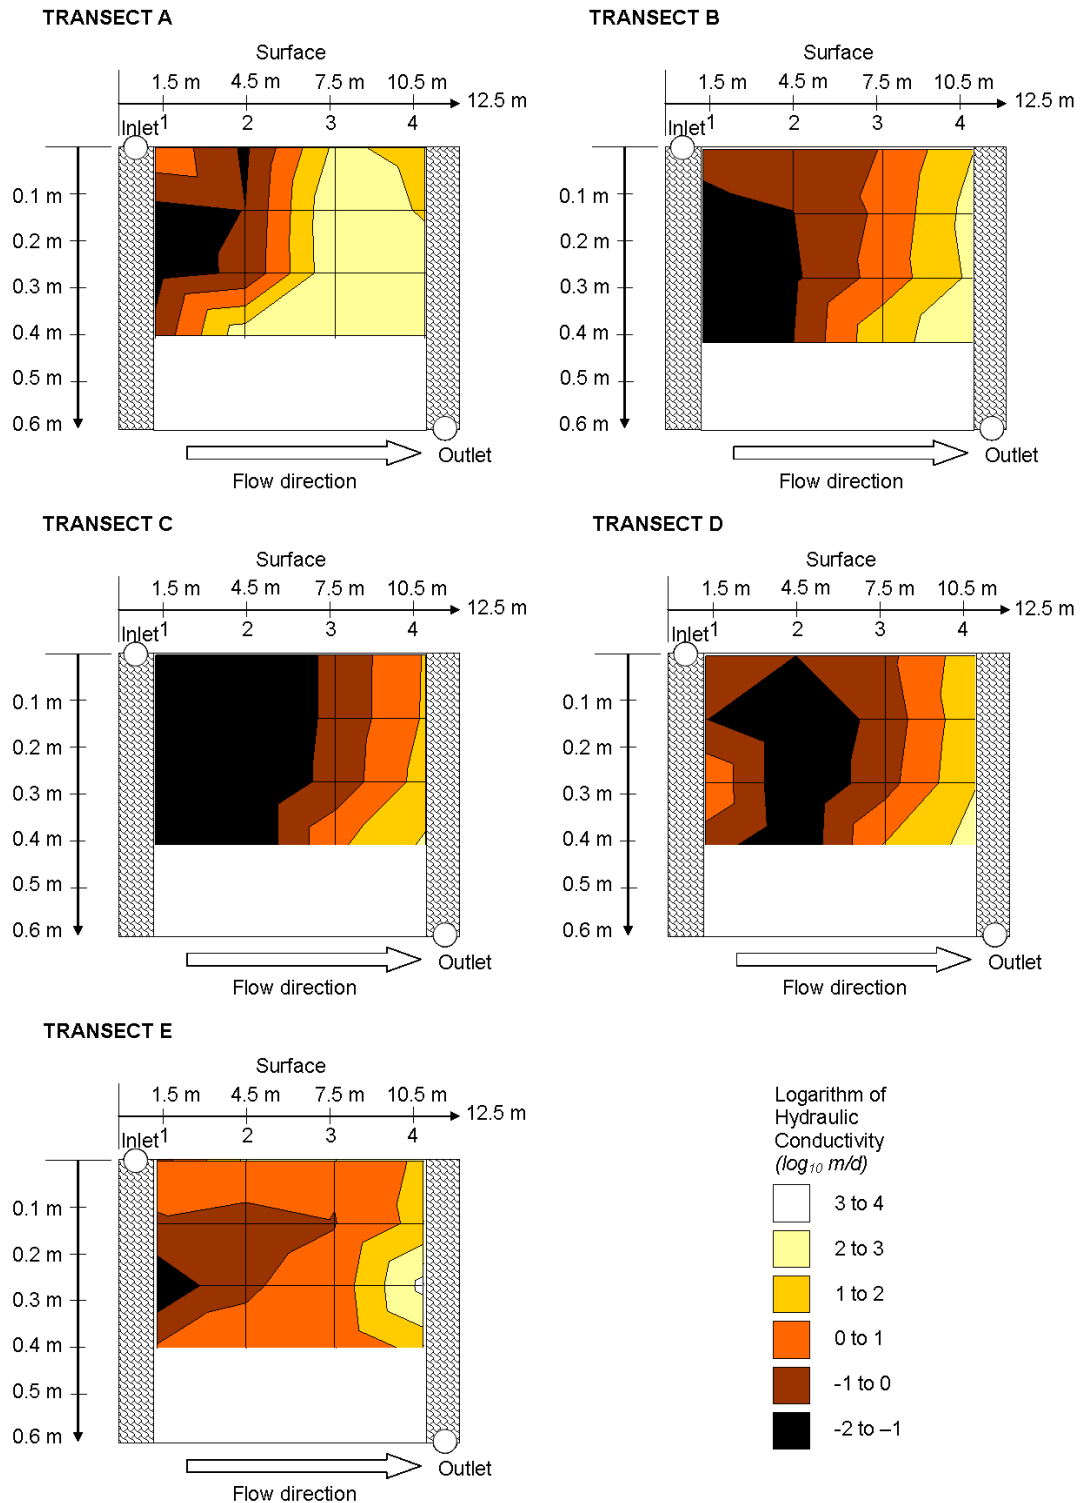 TRANSECT A
Surface
1.5 m 4.5 m 7.5 m 10.5 m
12.5 m
Inlet 1 2 3 4
0.1 m
0.2 m
0.3 m
0.4 m
0.5 m
0.6 m
Outlet
Flow direction
TRANSECT B
Surface
1.5 m 4.5 m 7.5 m 10.5 m
12.5 m
Inlet 1 2 3 4
0.1 m
0.2 m
0.3 m
0.4 m
0.5 m
0.6 m
Outlet
Flow direction
TRANSECT C
Surface
1.5 m 4.5 m 7.5 m 10.5 m
12.5 m
Inlet 1 2 3 4
0.1 m
0.2 m
0.3 m
0.4 m
0.5 m
0.6 m
Outlet
Flow direction
TRANSECT D
Surface
1.5 m 4.5 m 7.5 m 10.5 m
12.5 m
Inlet 1 2 3 4
0.1 m
0.2 m
0.3 m
0.4 m
0.5 m
0.6 m
Outlet
Flow direction
TRANSECT E
Surface
1.5 m 4.5 m 7.5 m 10.5 m
12.5 m
Inlet 1 2 3 4
0.1 m
0.2 m
0.3 m
0.4 m
0.5 m
0.6 m
Outlet
Flow direction
Logarithm of
Hydraulic
Conductivity
(log₁₀ m/d)
3 to 4
2 to 3
1 to 2
0 to 1
-1 to 0
-2 to –1